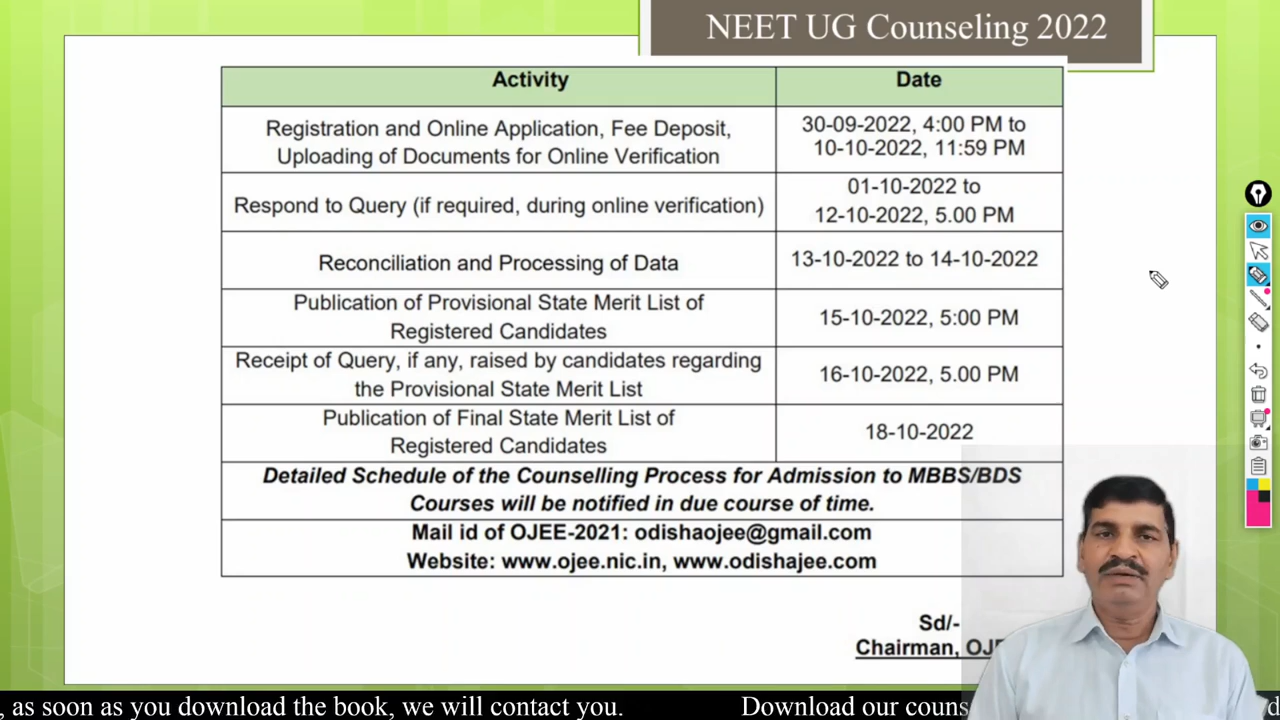 NEET UG Counseling 2022
Activity Date
Registration and Online Application, Fee Deposit,
Uploading of Documents for Online Verification
30-09-2022, 4:00 PM to
10-10-2022, 11:59 PM
Respond to Query (if required, during online verification)
01-10-2022 to
12-10-2022, 5.00 PM
Reconciliation and Processing of Data
13-10-2022 to 14-10-2022
Publication of Provisional State Merit List of
Registered Candidates
15-10-2022, 5:00 PM
Receipt of Query, if any, raised by candidates regarding
the Provisional State Merit List
16-10-2022, 5.00 PM
Publication of Final State Merit List of
Registered Candidates
18-10-2022
Detailed Schedule of the Counselling Process for Admission to MBBS/BDS
Courses will be notified in due course of time.
Mail id of OJEE-2021: odishaojee@gmail.com
Website: www.ojee.nic.in, www.odishajee.com
Sd/-
Chairman,
, as soon as you download the book, we will contact you. Download our